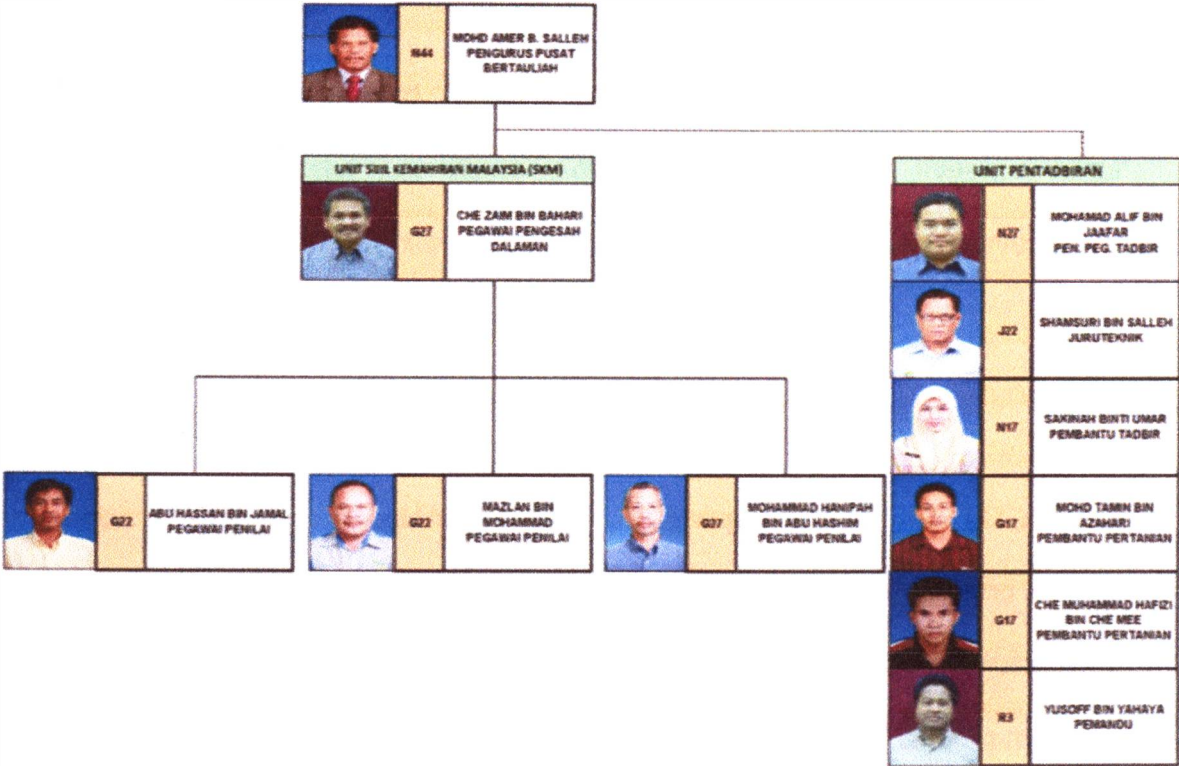 N44
MOHD AMER B. SALLEH
PENGURUS PUSAT
BERTAULIAH
UNIT SIJIL KEMAHIRAN MALAYSIA (SKM)
G27
CHE ZAIM BIN BAHARI
PEGAWAI PENGESAH
DALAMAN
G22
ABU HASSAN BIN JAMAL
PEGAWAI PENILAI
G22
MAZLAN BIN
MOHAMMAD
PEGAWAI PENILAI
G27
MOHAMMAD HANIPAH
BIN ABU HASHIM
PEGAWAI PENILAI
UNIT PENTADBIRAN
N27
MOHAMAD ALIF BIN
JAAFAR
PEN. PEG. TADBIR
J22
SHAMSURI BIN SALLEH
JURUTEKNIK
N17
SAKINAH BINTI UMAR
PEMBANTU TADBIR
G17
MOHD TAMIN BIN
AZAHARI
PEMBANTU PERTANIAN
G17
CHE MUHAMMAD HAFIZI
BIN CHE MEE
PEMBANTU PERTANIAN
R3
YUSOFF BIN YAHAYA
PEMANDU